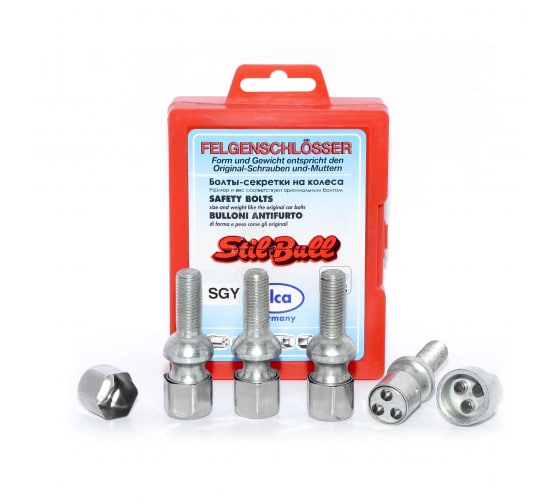 FELGENSCHLÖSSER
Form und Gewicht entspricht den
Original-Schrauben und-Muttern
Болты-секретки на колеса
Размер и вес соответствуют оригинальным болтам
SAFETY BOLTS
size and weight like the original car bolts
BULLONI ANTIFURTO
di forma e peso come gli originali
Stil Bull
SGY